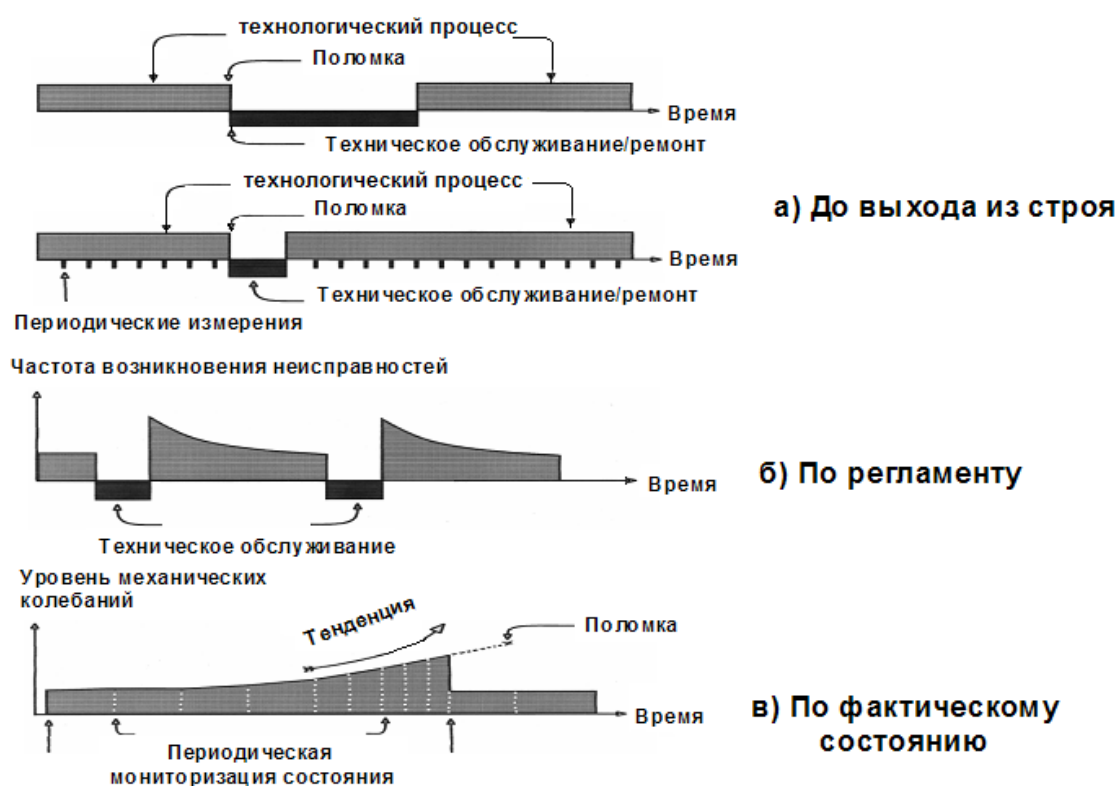 технологический процесс
Поломка
Время
Техническое обслуживание/ремонт
технологический процесс
Поломка
а) До выхода из строя
Время
Техническое обслуживание/ремонт
Периодические измерения
Частота возникновения неисправностей
Время
б) По регламенту
Техническое обслуживание
Уровень механических
колебаний
Тенденция
Поломка
Время
в) По фактическому
состоянию
Периодическая
мониторизация состояния